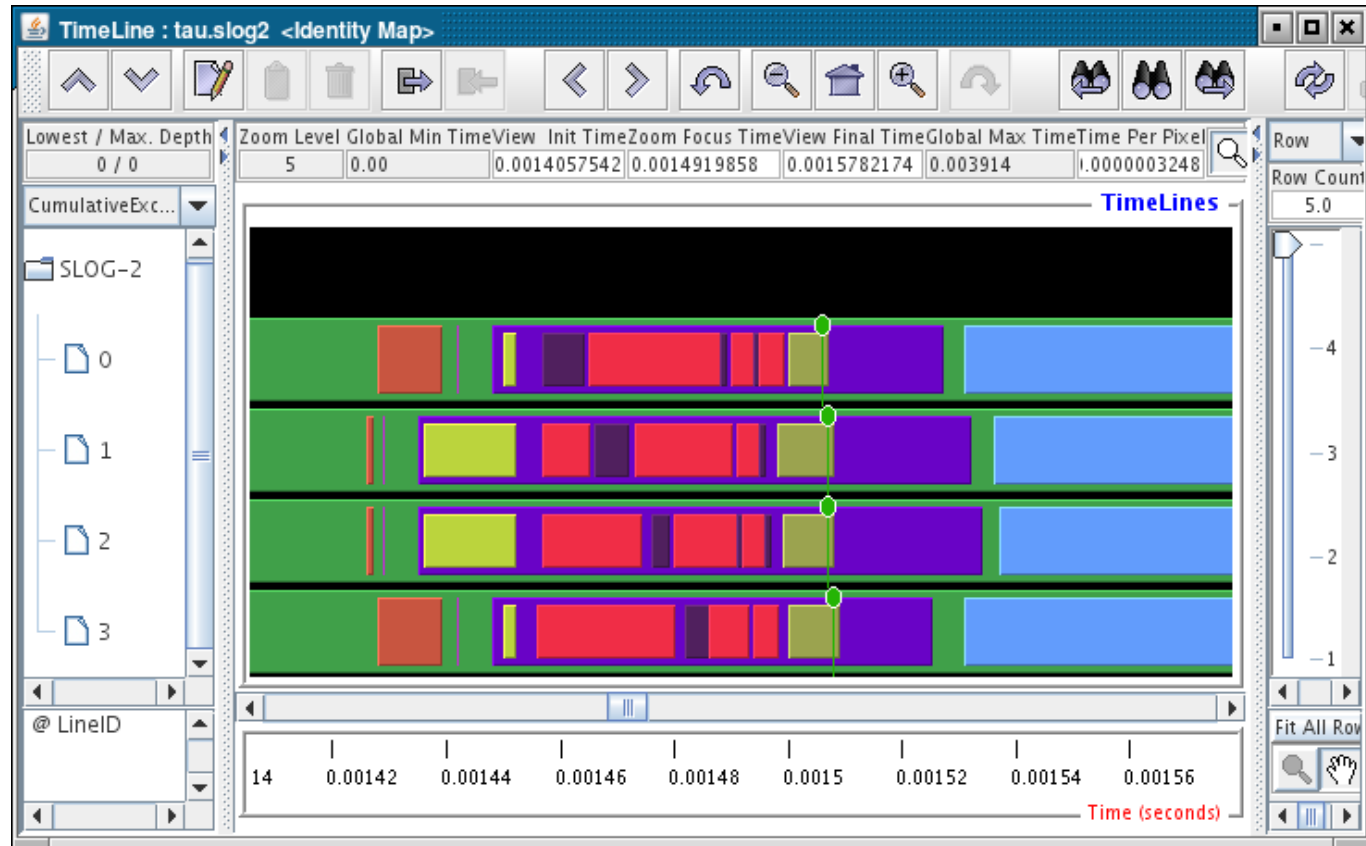 TimeLine : tau.slog2 <Identity Map>
Lowest / Max. Depth
0 / 0
Zoom Level Global Min Time View Init Time Zoom Focus Time View Final Time Global Max Time Time Per Pixel
5 0.00 0.0014057542 0.0014919858 0.0015782174 0.003914 .0000003248
Row
Row Count
5.0
CumulativeExc...
TimeLines
SLOG-2
0
1
2
3
4
3
2
1
@ LineID
14 0.00142 0.00144 0.00146 0.00148 0.0015 0.00152 0.00154 0.00156
Time (seconds)
Fit All Row